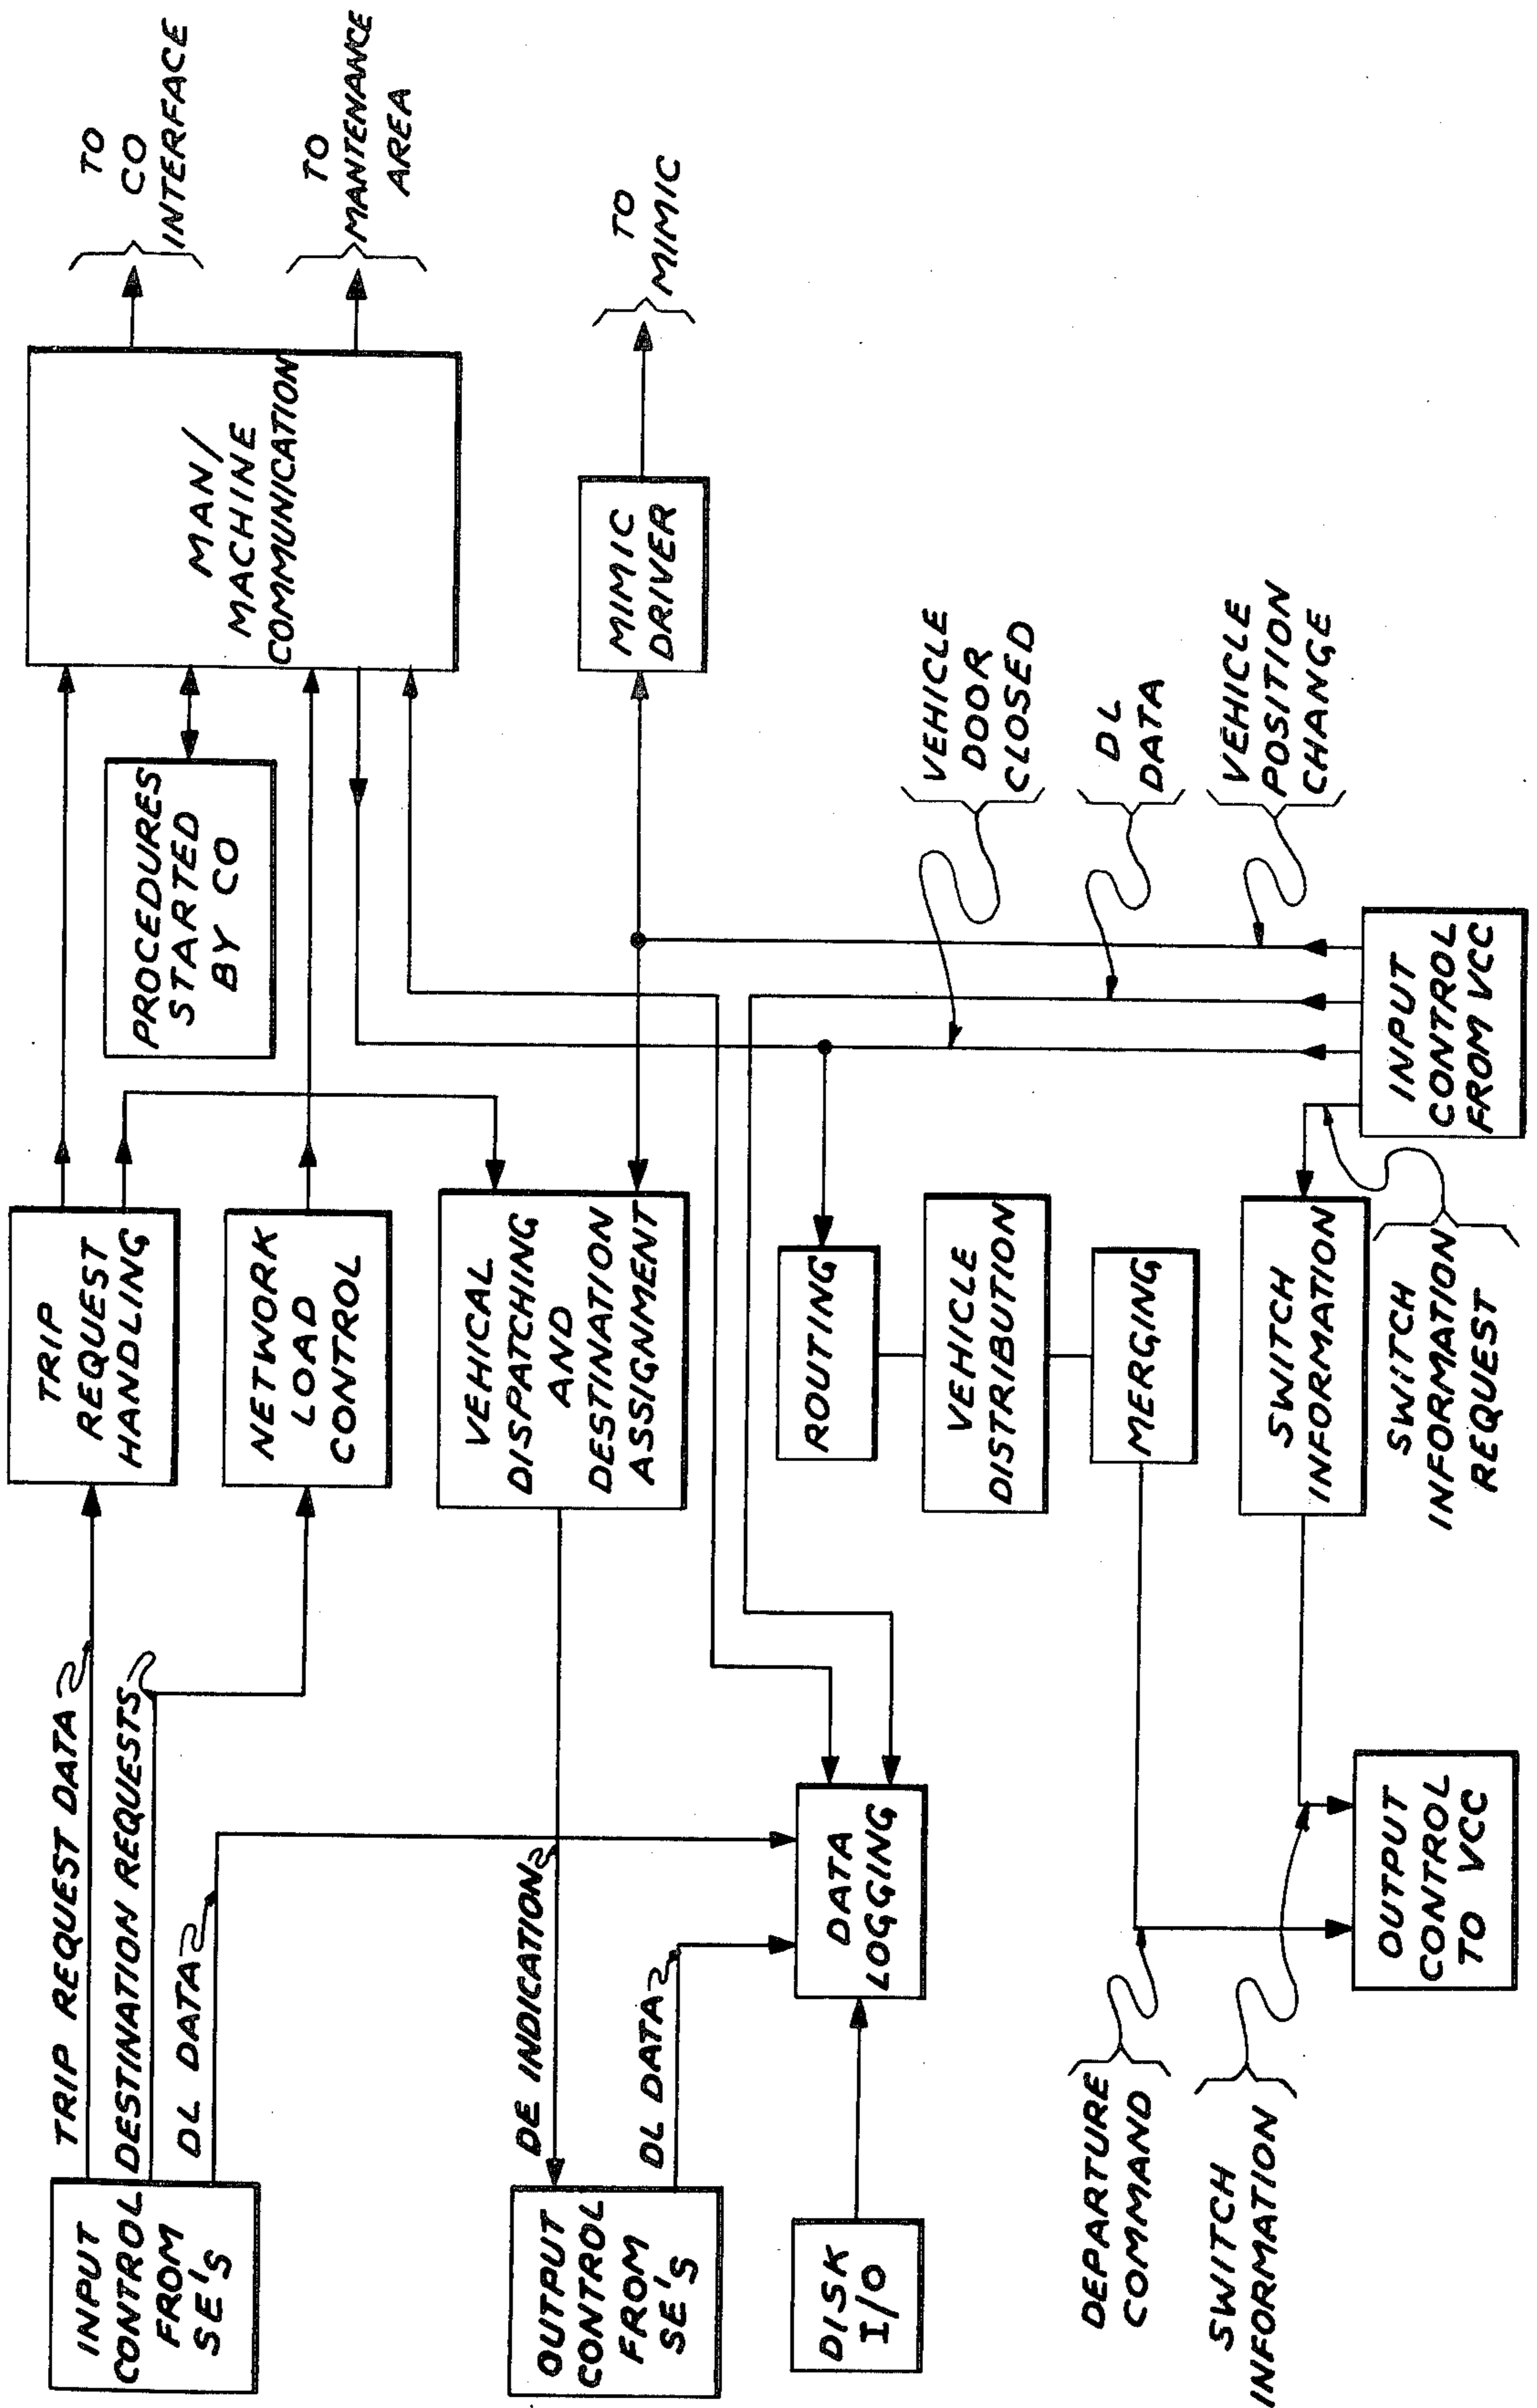 INPUT
CONTROL
FROM
SE'S
TRIP REQUEST DATA
DESTINATION REQUESTS
DL DATA
TRIP
REQUEST
HANDLING
NETWORK
LOAD
CONTROL
PROCEDURES
STARTED
BY CO
MAN/
MACHINE
COMMUNICATION
TO
CO
INTERFACE
TO
MANTENANCE
AREA
OUTPUT
CONTROL
FROM
SE'S
DE INDICATION
DL DATA
VEHICAL
DISPATCHING
AND
DESTINATION
ASSIGNMENT
MIMIC
DRIVER
TO
MIMIC
DISK
I/O
DATA
LOGGING
ROUTING
VEHICLE
DISTRIBUTION
MERGING
VEHICLE
DOOR
CLOSED
DL
DATA
VEHICLE
POSITION
CHANGE
DEPARTURE
COMMAND
SWITCH
INFORMATION
OUTPUT
CONTROL
TO VCC
SWITCH
INFORMATION
SWITCH
INFORMATION
REQUEST
INPUT
CONTROL
FROM VCC